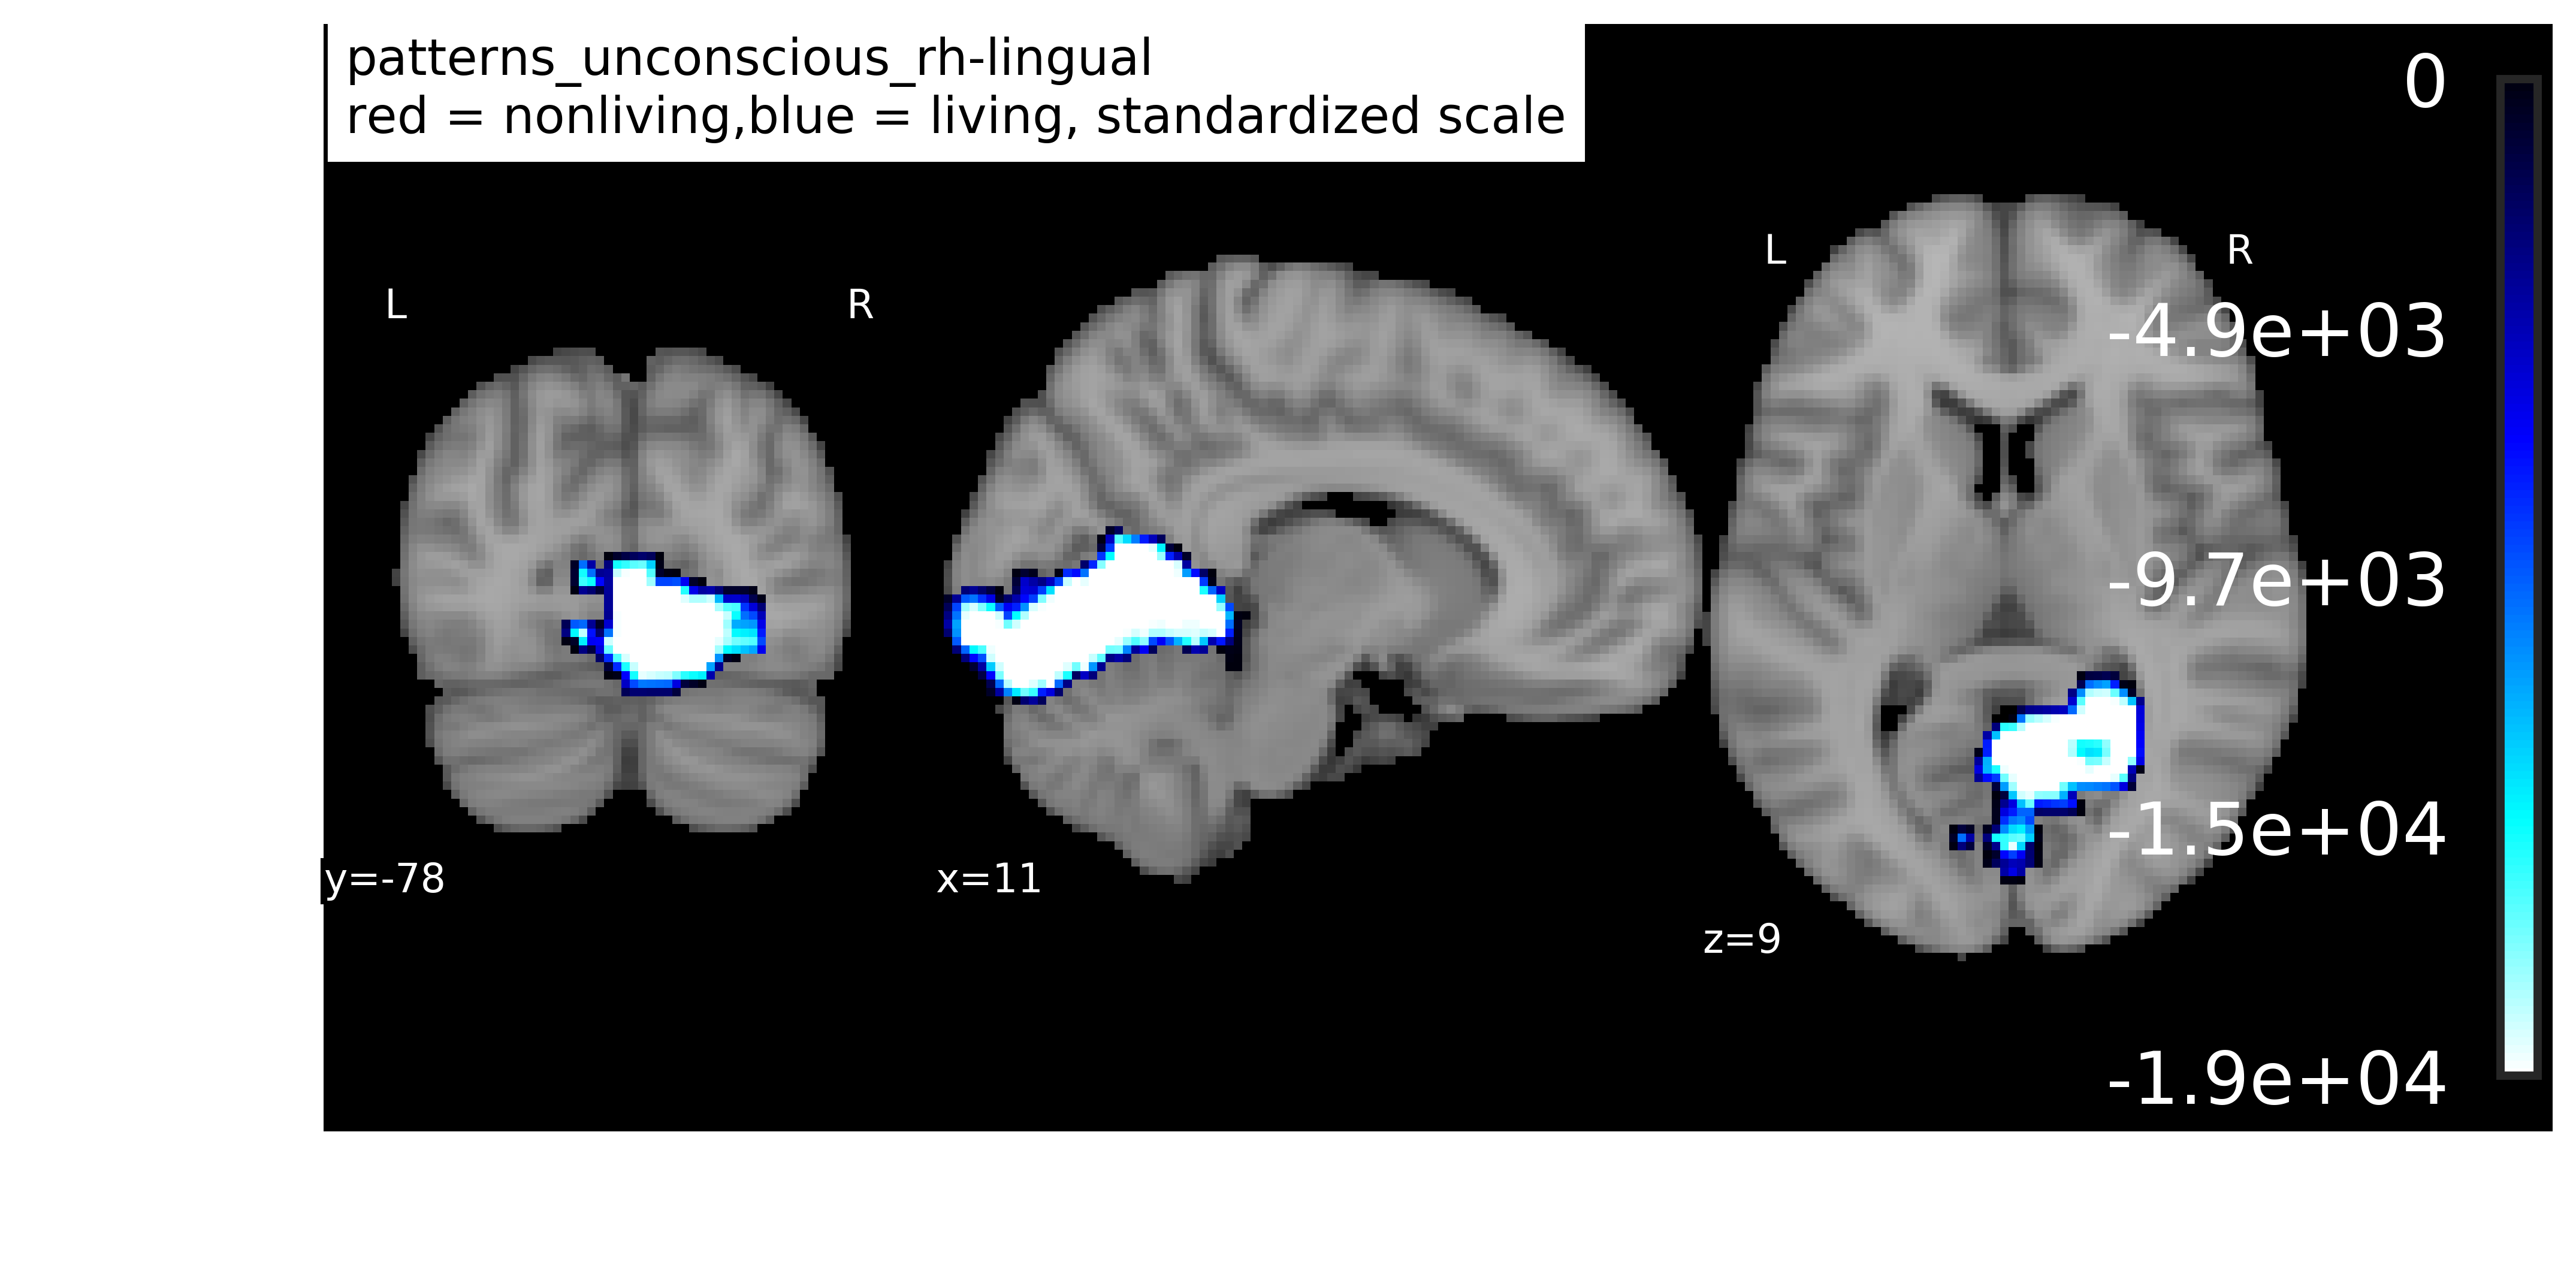 patterns_unconscious_rh-lingual
red = nonliving,blue = living, standardized scale
0
L
R
L
R
-4.9e+03
-9.7e+03
-1.5e+04
y=-78
x=11
z=9
-1.9e+04